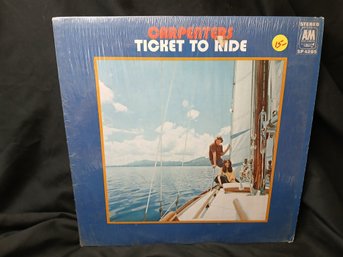 CARPENTERS
TICKET TO RIDE
STEREO
A&M
SP 4205